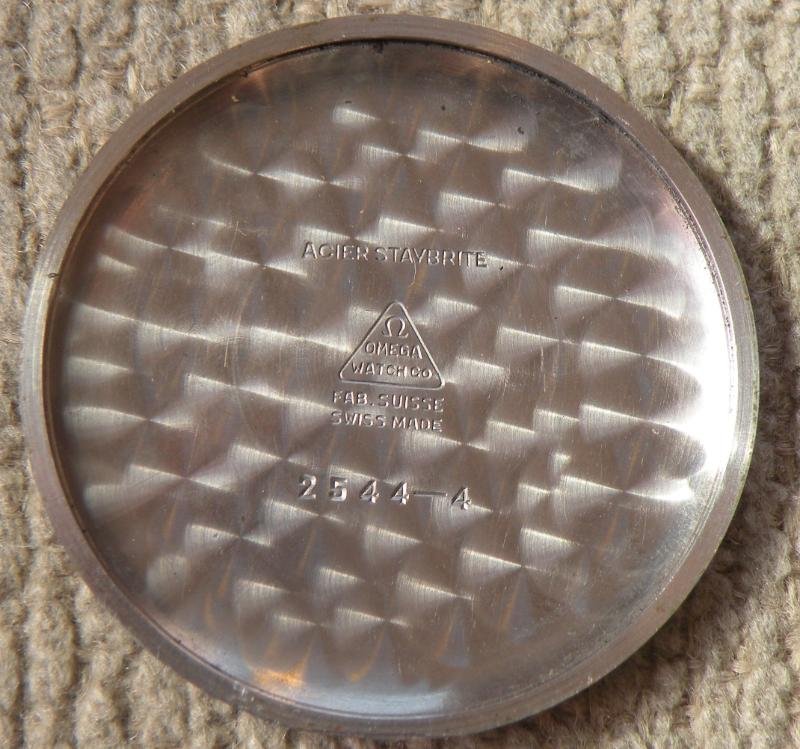 ACIER STAYBRITE
Ω
OMEGA
WATCH CO
FAB. SUISSE
SWISS MADE
2544-4